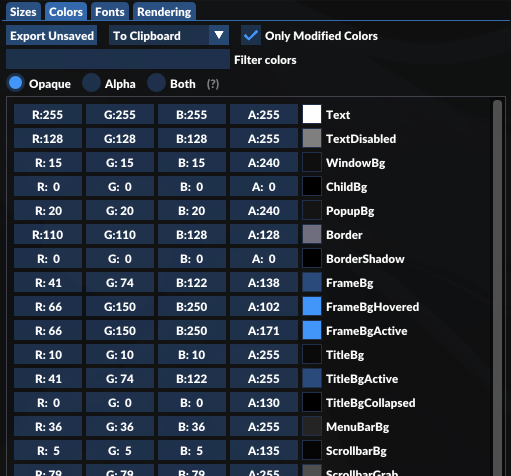 Sizes Colors Fonts Rendering
Export Unsaved To Clipboard Only Modified Colors
Filter colors
Opaque Alpha Both (?)
R:255 G:255 B:255 A:255 Text
R:128 G:128 B:128 A:255 TextDisabled
R: 15 G: 15 B: 15 A:240 WindowBg
R: 0 G: 0 B: 0 A: 0 ChildBg
R: 20 G: 20 B: 20 A:240 PopupBg
R:110 G:110 B:128 A:128 Border
R: 0 G: 0 B: 0 A: 0 BorderShadow
R: 41 G: 74 B:122 A:138 FrameBg
R: 66 G:150 B:250 A:102 FrameBgHovered
R: 66 G:150 B:250 A:171 FrameBgActive
R: 10 G: 10 B: 10 A:255 TitleBg
R: 41 G: 74 B:122 A:255 TitleBgActive
R: 0 G: 0 B: 0 A:130 TitleBgCollapsed
R: 36 G: 36 B: 36 A:255 MenuBarBg
R: 5 G: 5 B: 5 A:135 ScrollbarBg
R: 79 G: 79 B: 79 A:255 ScrollbarGrab